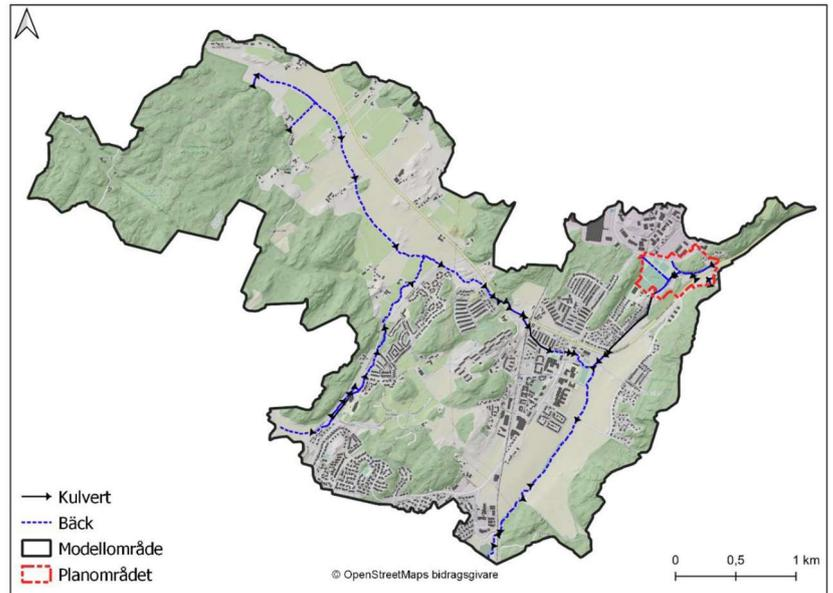 Kulvert
Bäck
Modellområde
Planområdet
© OpenStreetMaps bidragsgivare
0 0,5 1 km